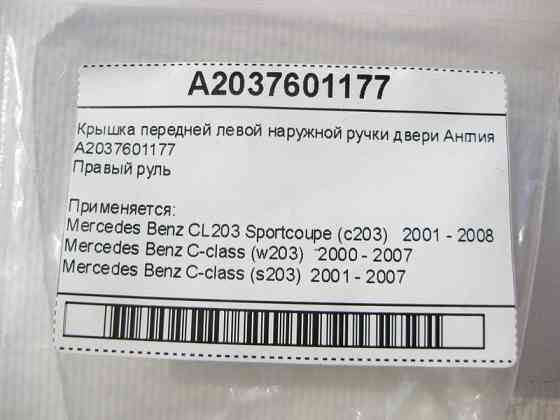 A2037601177
Крышка передней левой наружной ручки двери Англия
A2037601177
Правый руль
Применяется:
Mercedes Benz CL203 Sportcoupe (c203) 2001 - 2008
Mercedes Benz C-class (w203) 2000 - 2007
Mercedes Benz C-class (s203) 2001 - 2007